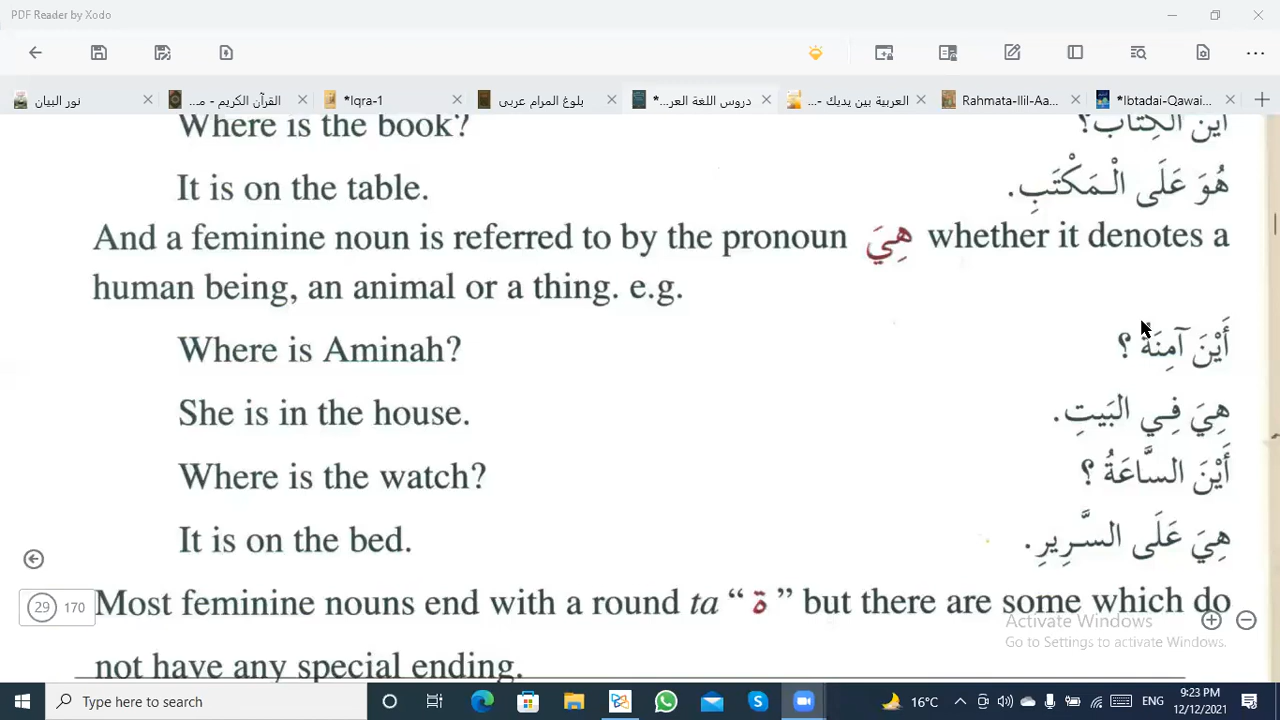 PDF Reader by Xodo
نور البيان
القرآن الكريم - مـ...
*Iqra-1
بلوغ المرام عربى
دروس اللغة العر...*
العربية بين يديك -...
Rahmata-Ilil-Aa...
*Ibtadai-Qawai...
Where is the book? أَيْنَ الْكِتَابُ؟
It is on the table. هُوَ عَلَى الْـمَكْتَبِ.
And a feminine noun is referred to by the pronoun هِيَ whether it denotes a
human being, an animal or a thing. e.g.
Where is Aminah? أَيْنَ آمِنَةُ ؟
She is in the house. هِيَ فِي البَيتِ.
Where is the watch? أَيْنَ السَّاعَةُ ؟
It is on the bed. هِيَ عَلَى السَّـرِيرِ.
29 170
Most feminine nouns end with a round ta “ ة ” but there are some which do
not have any special ending.
Activate Windows
Go to Settings to activate Windows.
Type here to search
16°C
ENG
9:23 PM
12/12/2021